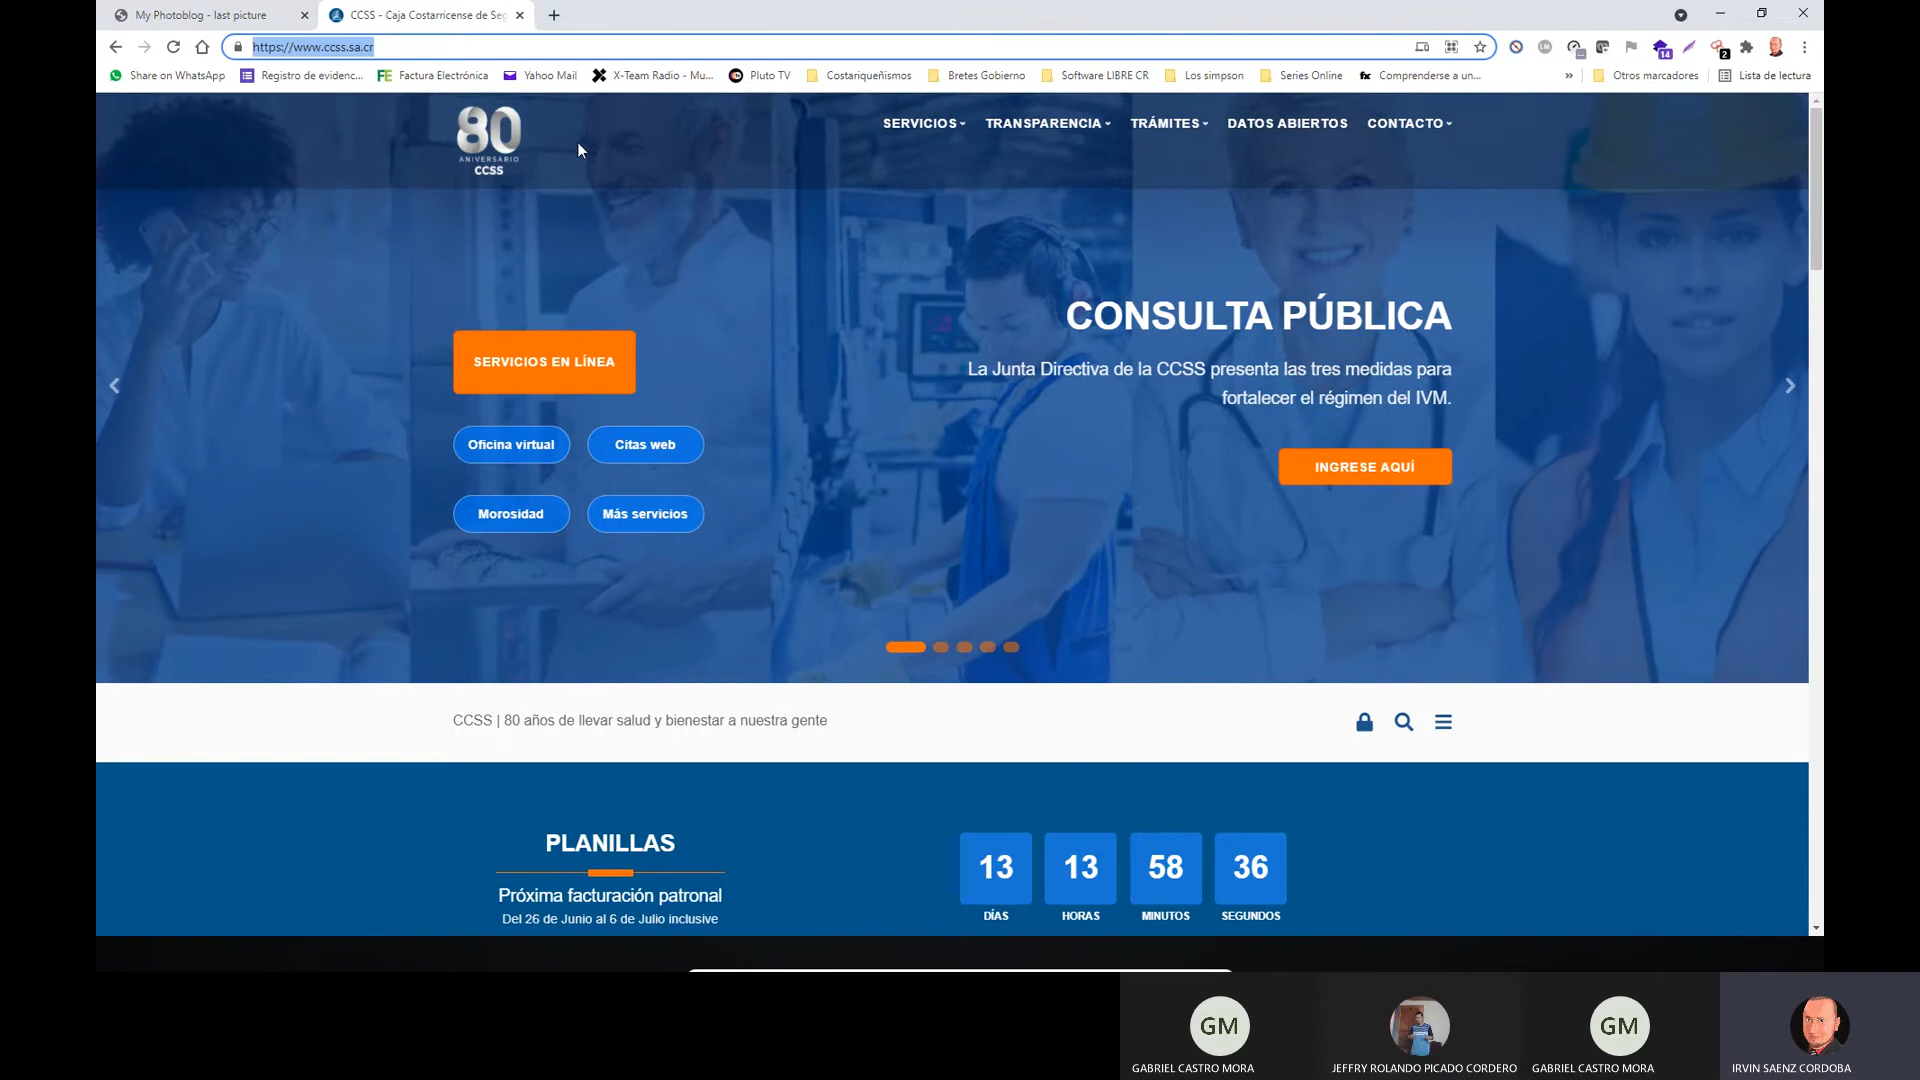 My Photoblog - last picture
CCSS - Caja Costarricense de Seg
https://www.ccss.sa.cr
14
2
Share on WhatsApp
Registro de evidenc...
FE Factura Electrónica
Yahoo Mail
X-Team Radio - Mu...
Pluto TV
Costariqueñismos
Bretes Gobierno
Software LIBRE CR
Los simpson
Series Online
fx Comprenderse a un...
»
Otros marcadores
Lista de lectura
80
ANIVERSARIO
CCSS
SERVICIOS
TRANSPARENCIA
TRÁMITES
DATOS ABIERTOS
CONTACTO
CONSULTA PÚBLICA
La Junta Directiva de la CCSS presenta las tres medidas para
fortalecer el régimen del IVM.
INGRESE AQUÍ
SERVICIOS EN LÍNEA
Oficina virtual
Citas web
Morosidad
Más servicios
CCSS | 80 años de llevar salud y bienestar a nuestra gente
PLANILLAS
Próxima facturación patronal
Del 26 de Junio al 6 de Julio inclusive
13
13
58
36
DÍAS
HORAS
MINUTOS
SEGUNDOS
GM
GM
GABRIEL CASTRO MORA
JEFFRY ROLANDO PICADO CORDERO
GABRIEL CASTRO MORA
IRVIN SAENZ CORDOBA